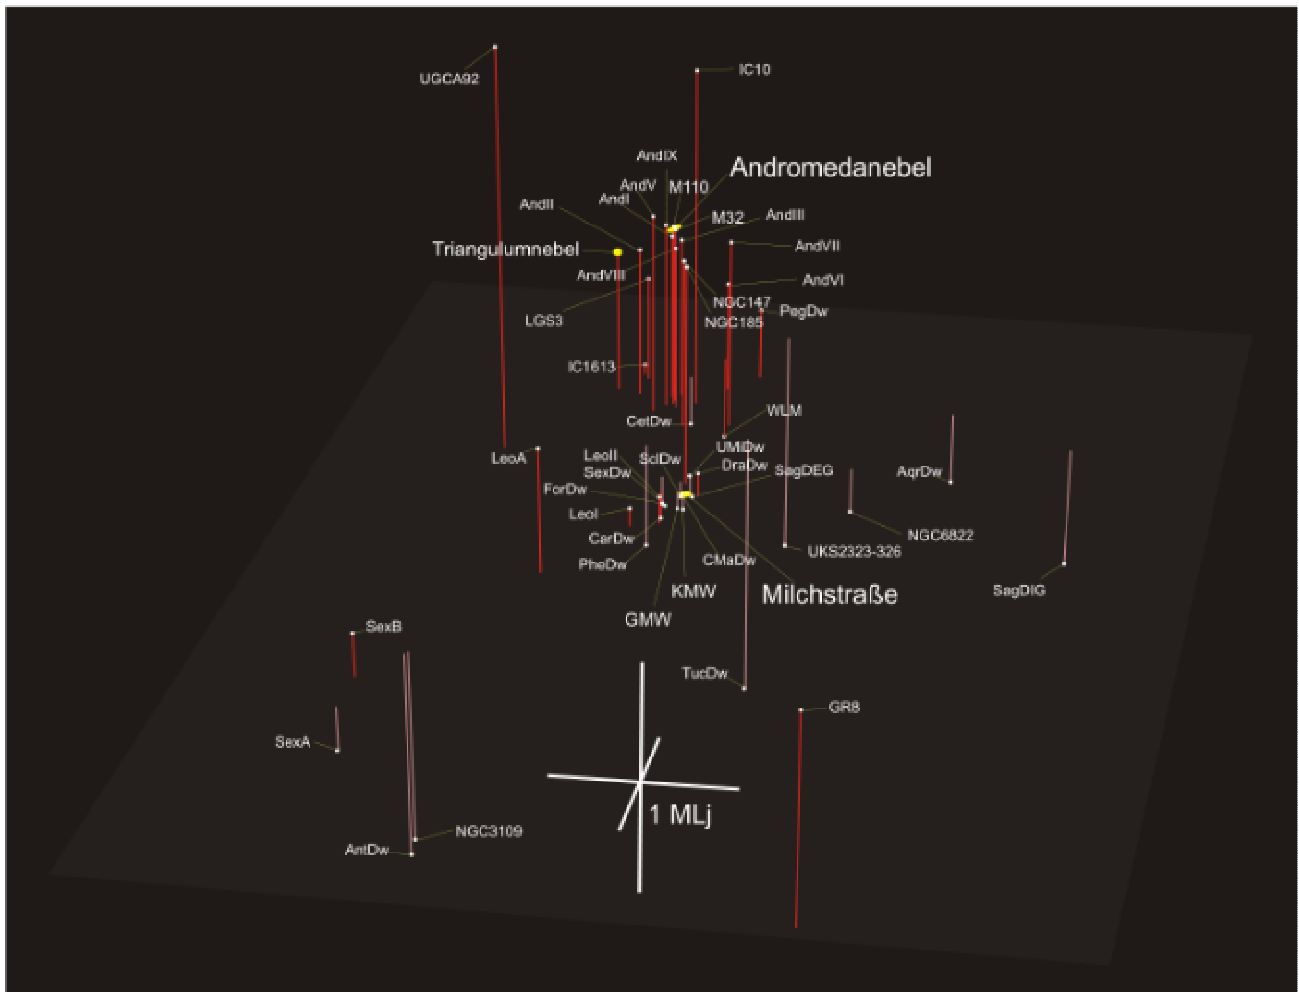 IC10
UGCA92
AndIX
Andromedanebel
AndV
M110
AndI
AndII
M32
AndIII
Triangulumnebel
AndVII
AndVIII
AndVI
NGC147
PegDw
LGS3
NGC185
IC1613
WLM
CetDw
UMiDw
LeoII
SclDw
LeoA
DraDw
SexDw
SagDEG
AqrDw
ForDw
LeoI
NGC6822
CarDw
UKS2323-326
CMaDw
PheDw
SagDIG
KMW
Milchstraße
GMW
SexB
TucDw
GR8
SexA
1 MLj
NGC3109
AntDw